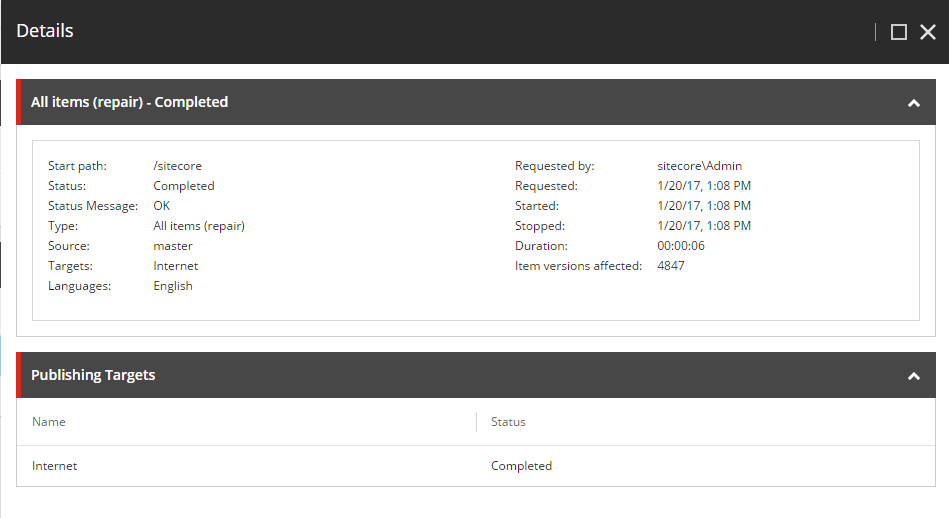 Details
All items (repair) - Completed
Start path: /sitecore
Status: Completed
Status Message: OK
Type: All items (repair)
Source: master
Targets: Internet
Languages: English
Requested by: sitecore\Admin
Requested: 1/20/17, 1:08 PM
Started: 1/20/17, 1:08 PM
Stopped: 1/20/17, 1:08 PM
Duration: 00:00:06
Item versions affected: 4847
Publishing Targets
Name Status
Internet Completed